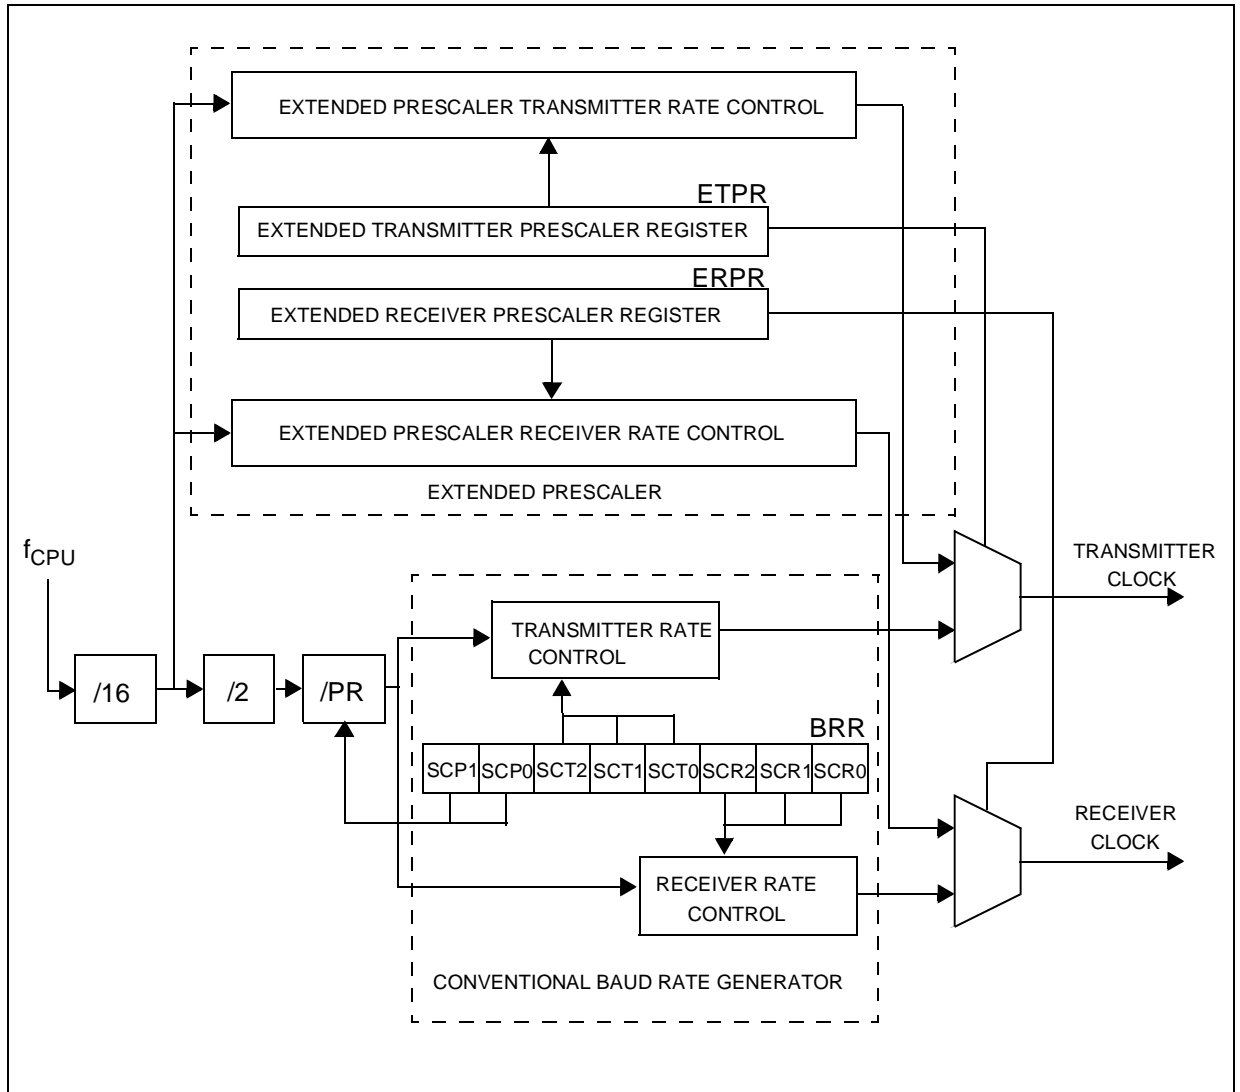 EXTENDED PRESCALER TRANSMITTER RATE CONTROL
ETPR
EXTENDED TRANSMITTER PRESCALER REGISTER
ERPR
EXTENDED RECEIVER PRESCALER REGISTER
EXTENDED PRESCALER RECEIVER RATE CONTROL
EXTENDED PRESCALER
fCPU
TRANSMITTER
CLOCK
TRANSMITTER RATE
CONTROL
/16
/2
/PR
BRR
SCP1 SCP0 SCT2 SCT1 SCT0 SCR2 SCR1 SCR0
RECEIVER
CLOCK
RECEIVER RATE
CONTROL
CONVENTIONAL BAUD RATE GENERATOR